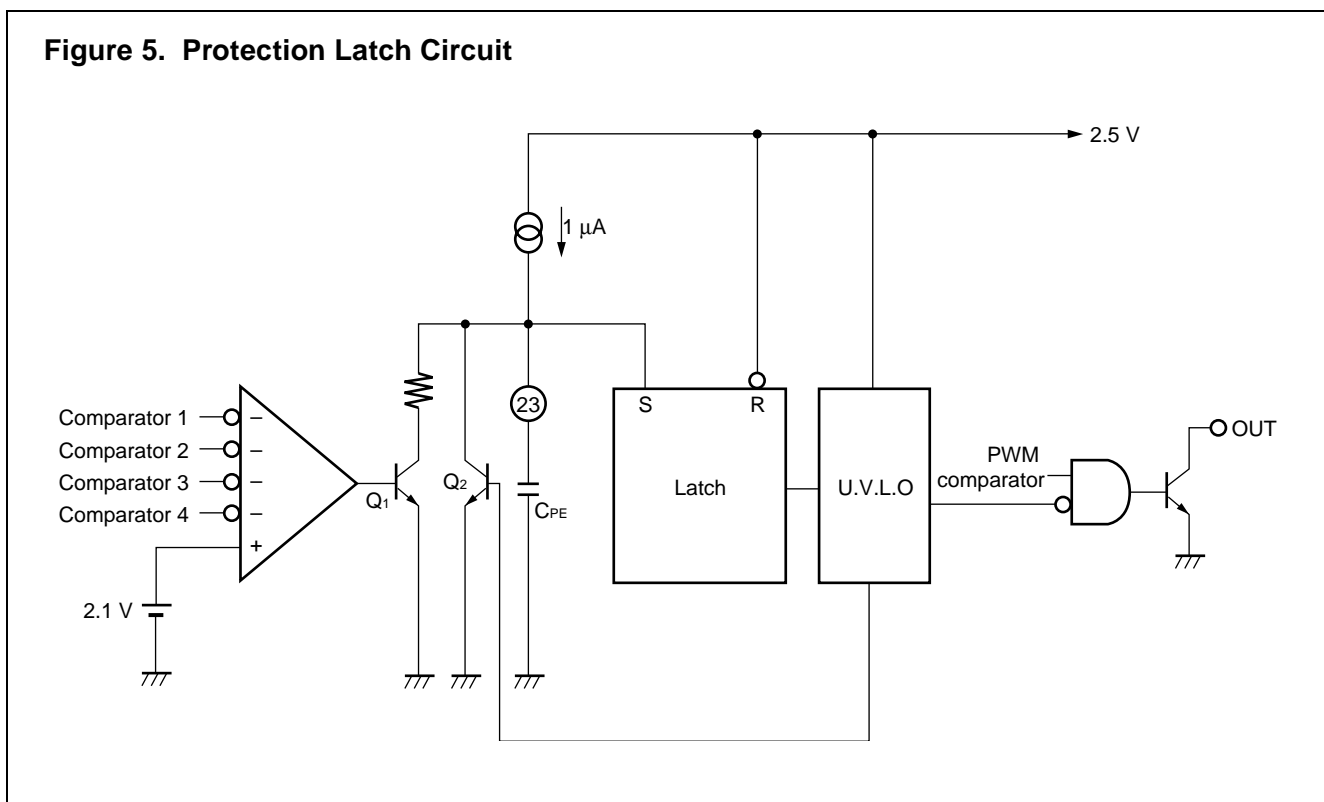 Figure 5.  Protection Latch Circuit
2.5 V
1 μA
Comparator 1
Comparator 2
Comparator 3
Comparator 4
−
−
−
−
+
2.1 V
Q1
Q2
23
CPE
S
R
Latch
U.V.L.O
PWM
comparator
OUT